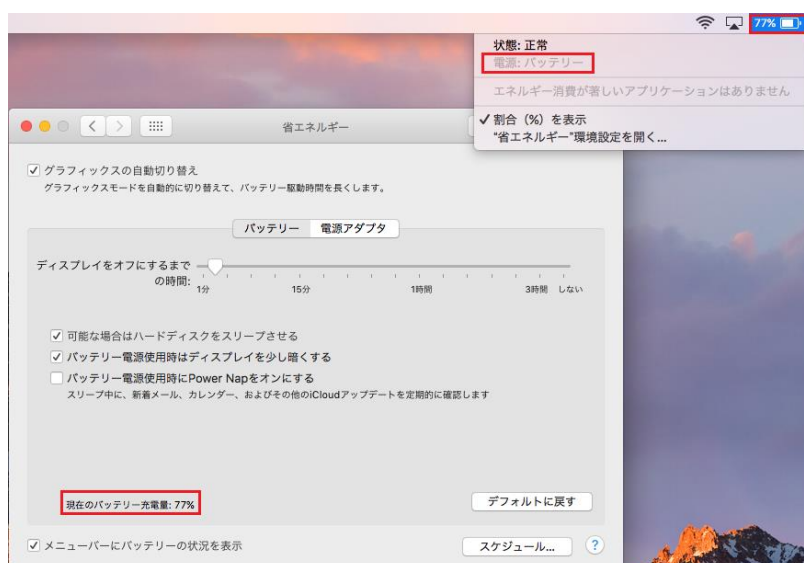 77%
状態: 正常
電源: バッテリー
エネルギー消費が著しいアプリケーションはありません
✓ 割合（%）を表示
"省エネルギー"環境設定を開く...
省エネルギー
グラフィックスの自動切り替え
グラフィックスモードを自動的に切り替えて、バッテリー駆動時間を長くします。
バッテリー 電源アダプタ
ディスプレイをオフにするまで
の時間:
1分 15分 1時間 3時間 しない
可能な場合はハードディスクをスリープさせる
バッテリー電源使用時はディスプレイを少し暗くする
バッテリー電源使用時にPower Napをオンにする
スリープ中に、新着メール、カレンダー、およびその他のiCloudアップデートを定期的に確認します
現在のバッテリー充電量: 77%
デフォルトに戻す
メニューバーにバッテリーの状況を表示
スケジュール...
?